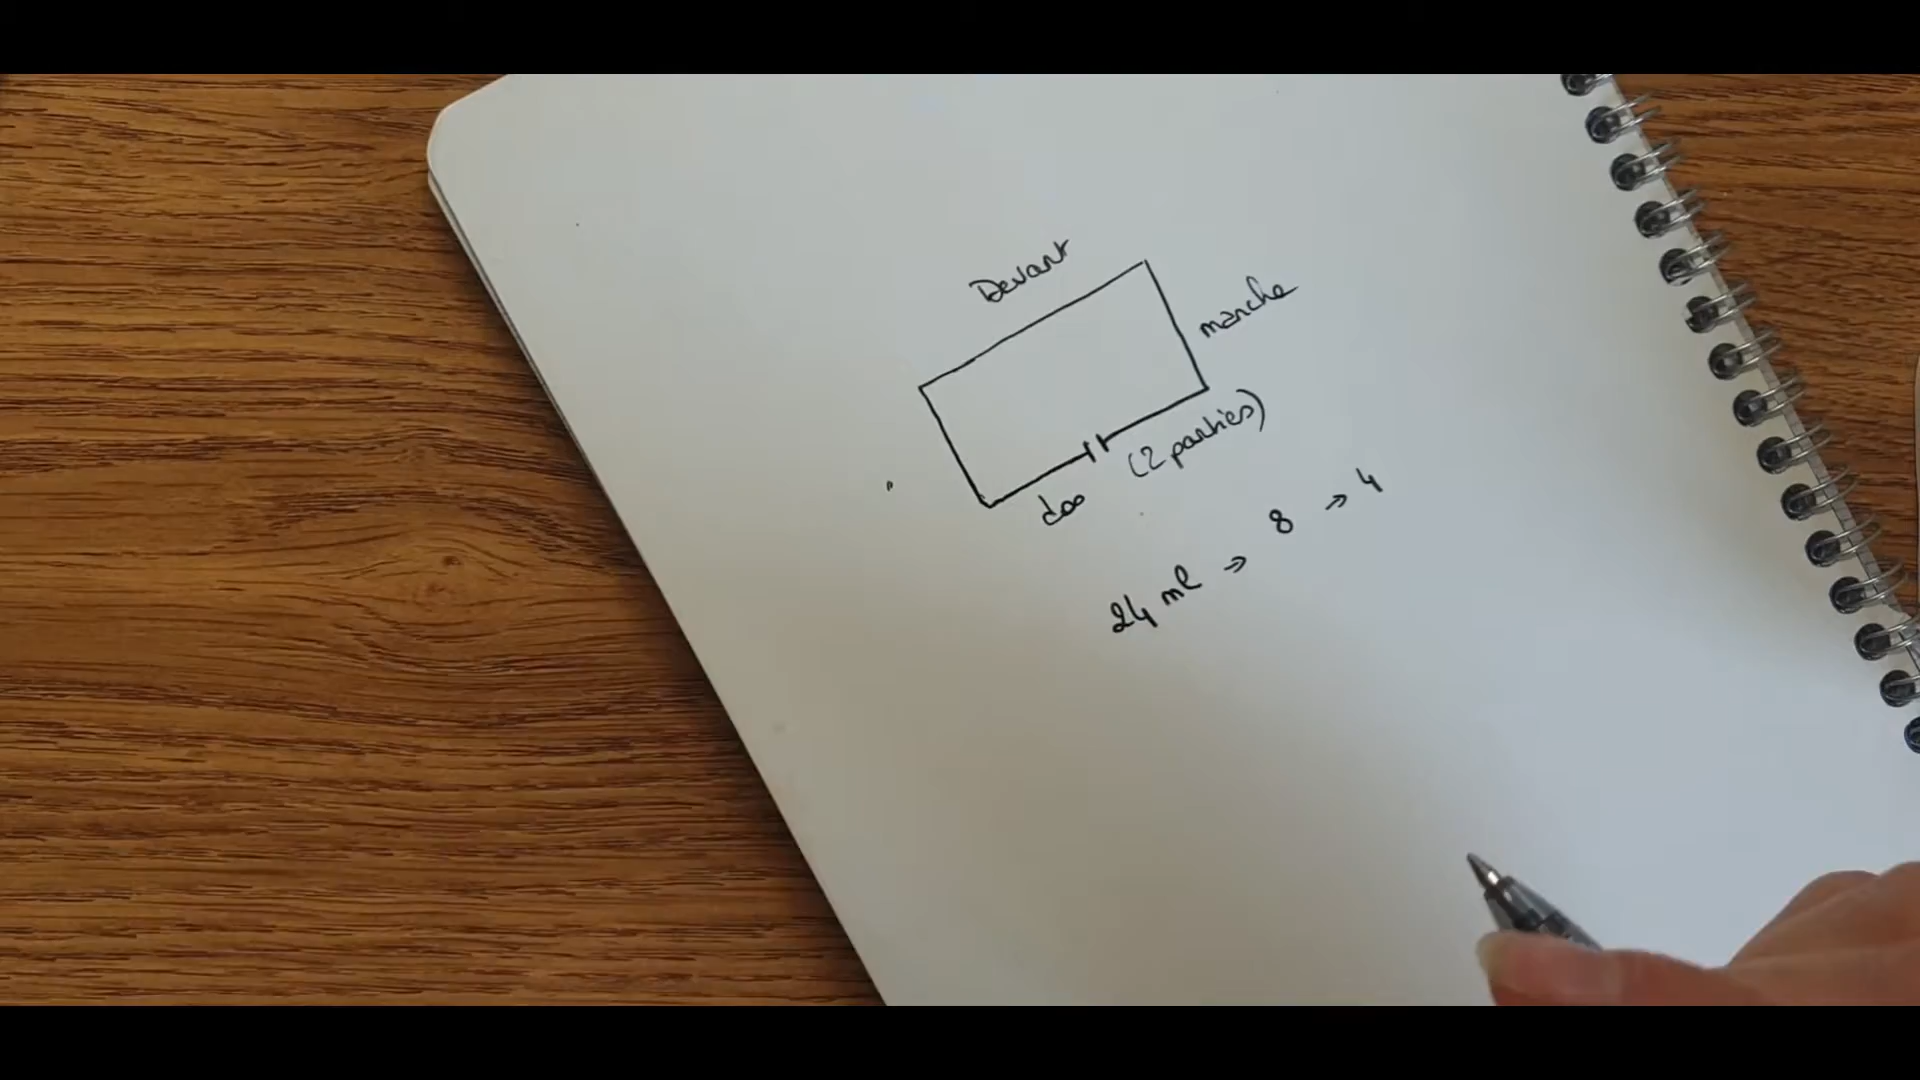 Devant
manche
dos (2 parties)
24 ml → 8 → 4